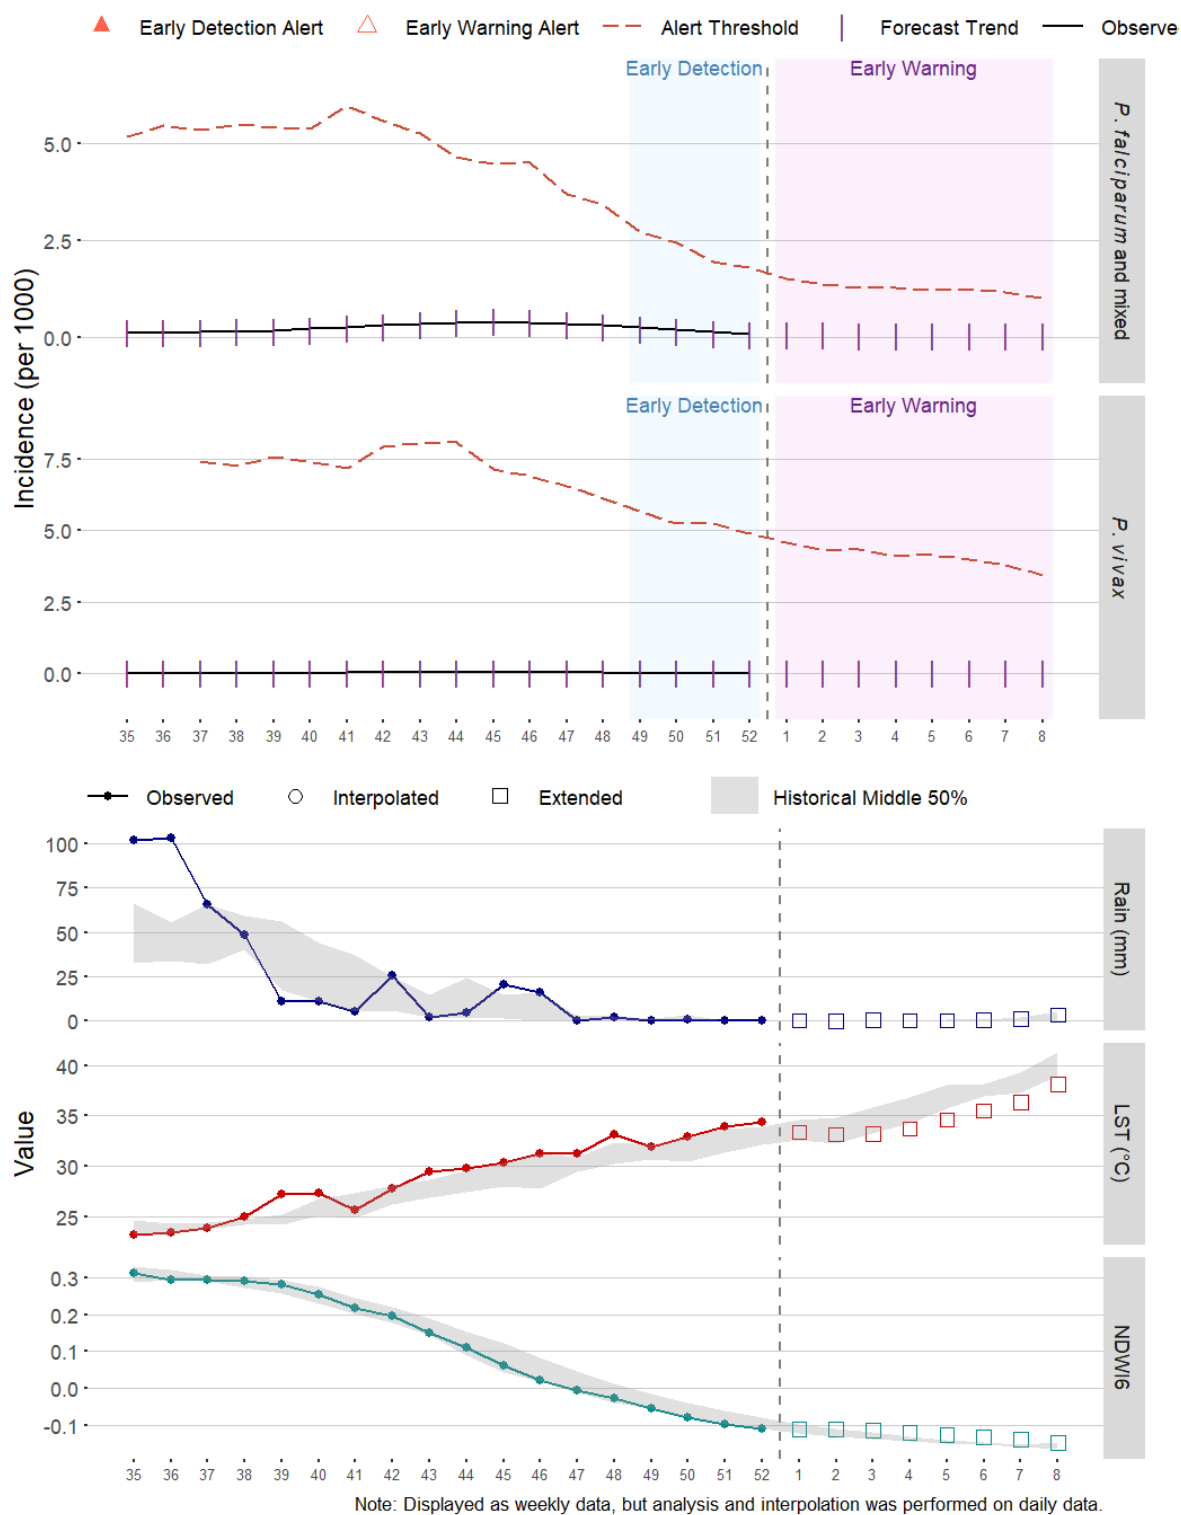 Early Detection Alert Early Warning Alert Alert Threshold Forecast Trend Observe
Early Detection Early Warning
5.0
2.5
0.0
P. falciparum and mixed
Early Detection Early Warning
7.5
5.0
2.5
0.0
P. vivax
Incidence (per 1000)
35 36 37 38 39 40 41 42 43 44 45 46 47 48 49 50 51 52 1 2 3 4 5 6 7 8
Observed Interpolated Extended Historical Middle 50%
100
75
50
25
0
Rain (mm)
40
35
30
25
LST (°C)
Value
0.3
0.2
0.1
0.0
-0.1
NDWI6
35 36 37 38 39 40 41 42 43 44 45 46 47 48 49 50 51 52 1 2 3 4 5 6 7 8
Note: Displayed as weekly data, but analysis and interpolation was performed on daily data.